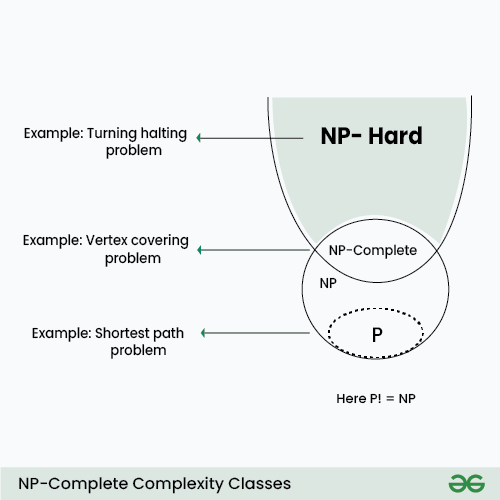 Example: Turning halting
problem
NP- Hard
Example: Vertex covering
problem
NP-Complete
NP
Example: Shortest path
problem
P
Here P! = NP
NP-Complete Complexity Classes